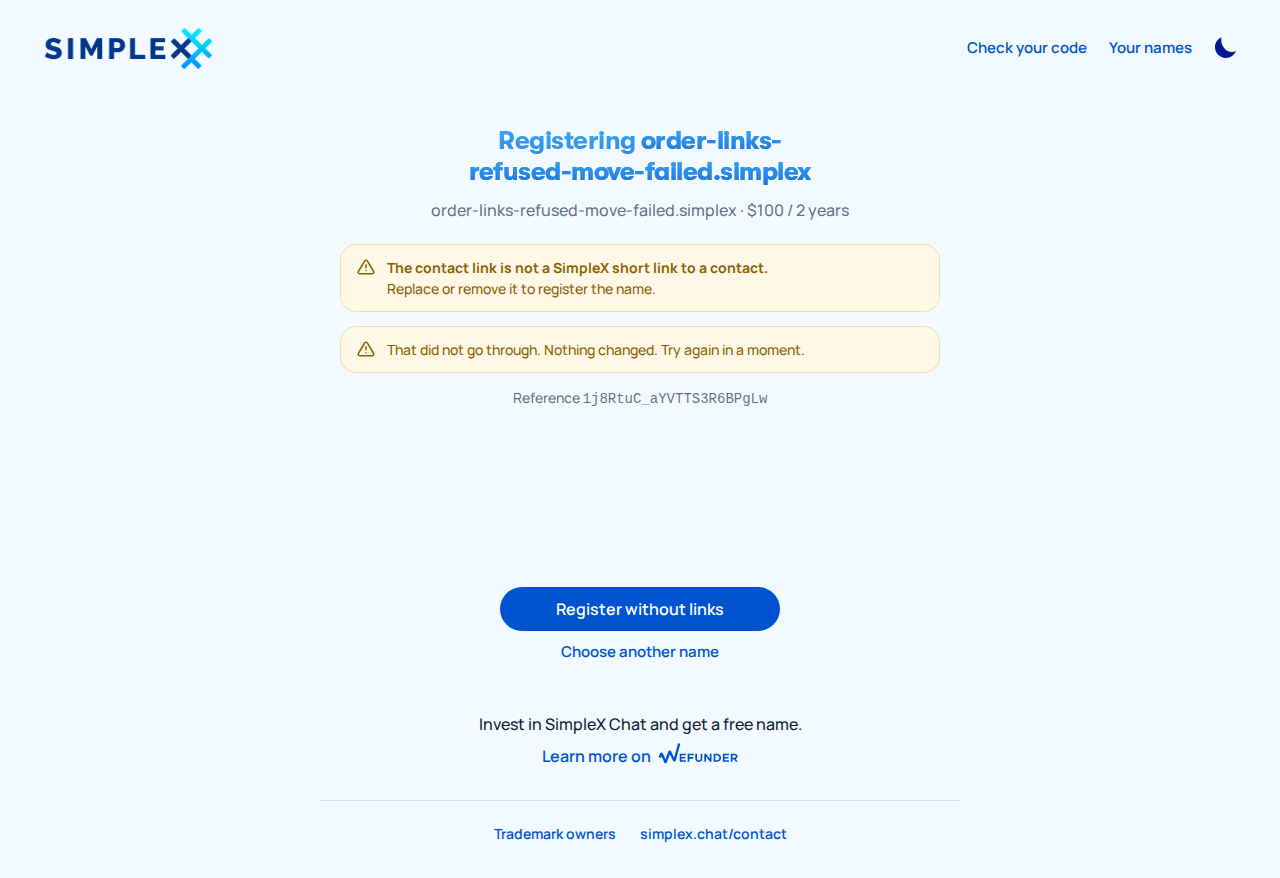 SIMPLEX
Check your code
Your names
Registering order-links-
refused-move-failed.simplex
order-links-refused-move-failed.simplex · $100 / 2 years
The contact link is not a SimpleX short link to a contact.
Replace or remove it to register the name.
That did not go through. Nothing changed. Try again in a moment.
Reference 1j8RtuC_aYVTTS3R6BPgLw
Register without links
Choose another name
Invest in SimpleX Chat and get a free name.
Learn more on WEFUNDER
Trademark owners
simplex.chat/contact